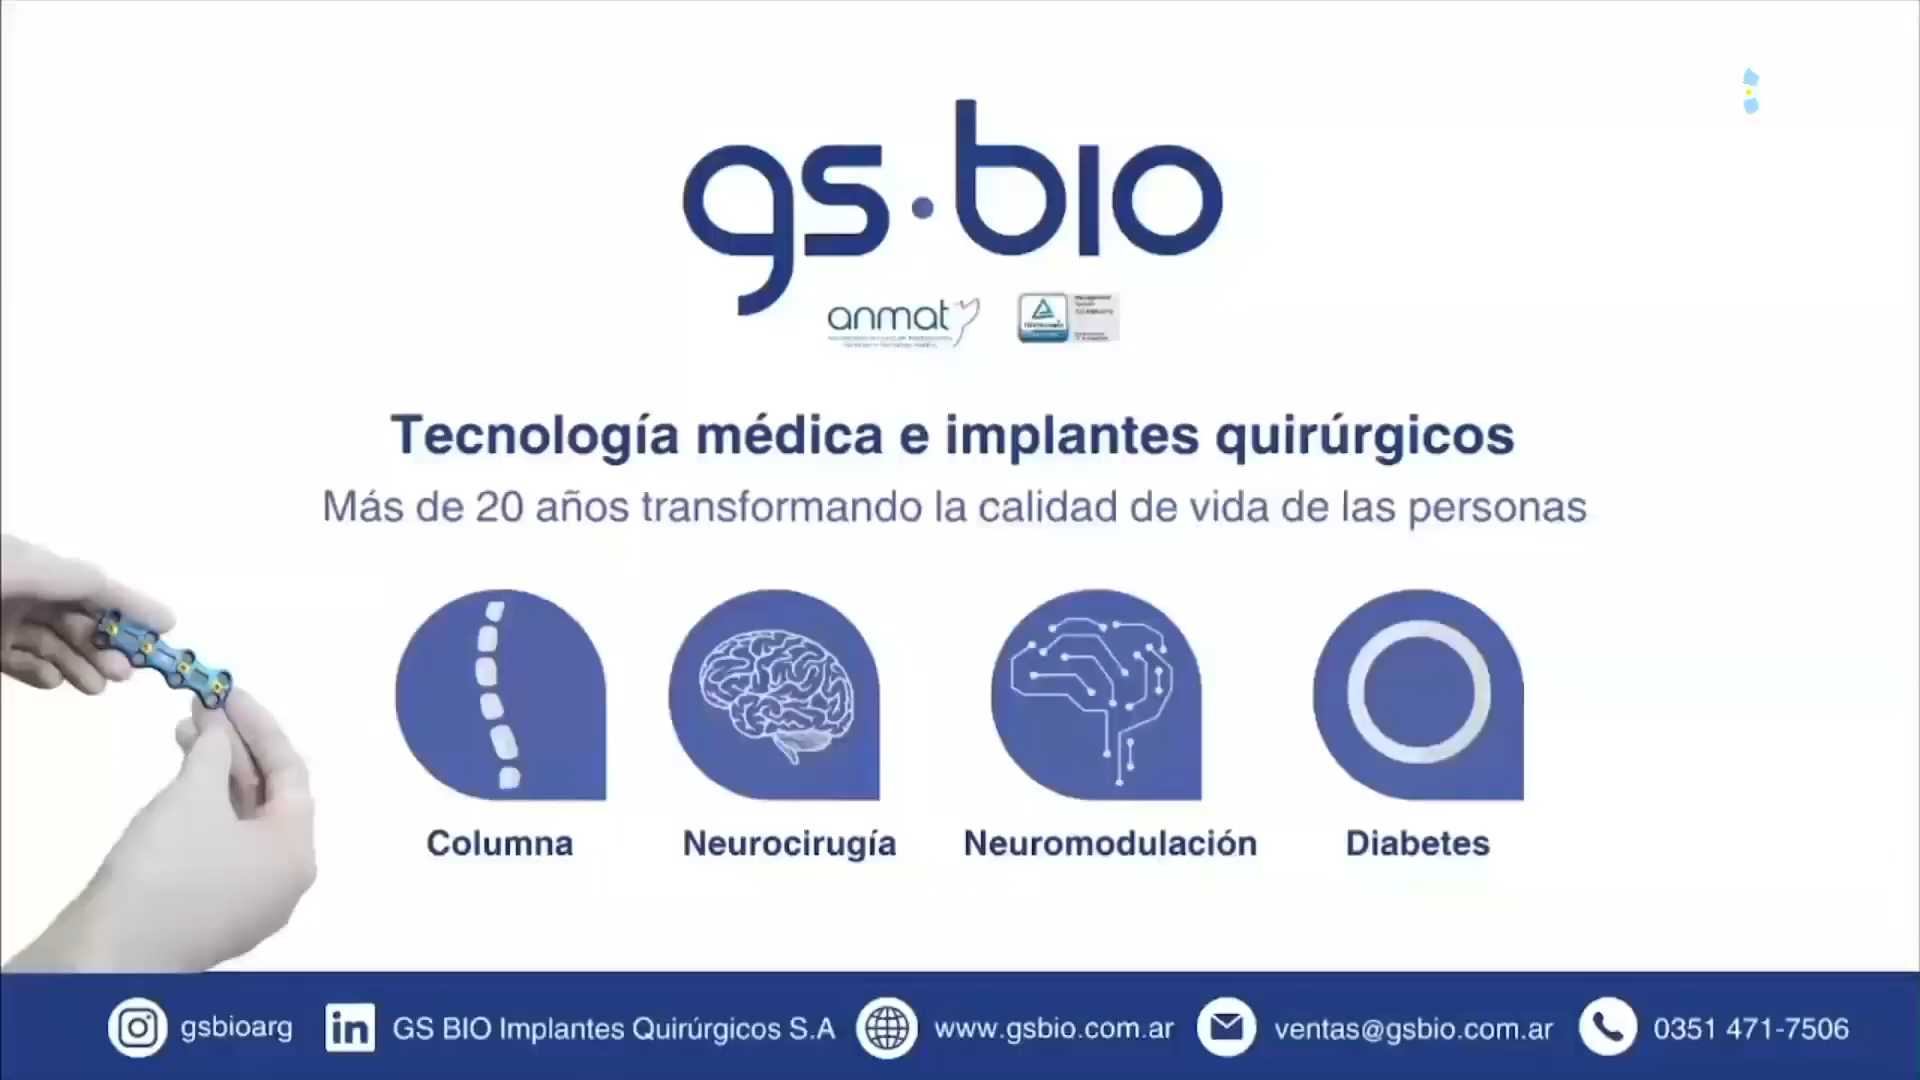 gs·bio
anmat
Tecnología médica e implantes quirúrgicos
Más de 20 años transformando la calidad de vida de las personas
Columna
Neurocirugía
Neuromodulación
Diabetes
gsbioarg
in
GS BIO Implantes Quirúrgicos S.A
www.gsbio.com.ar
ventas@gsbio.com.ar
0351 471-7506